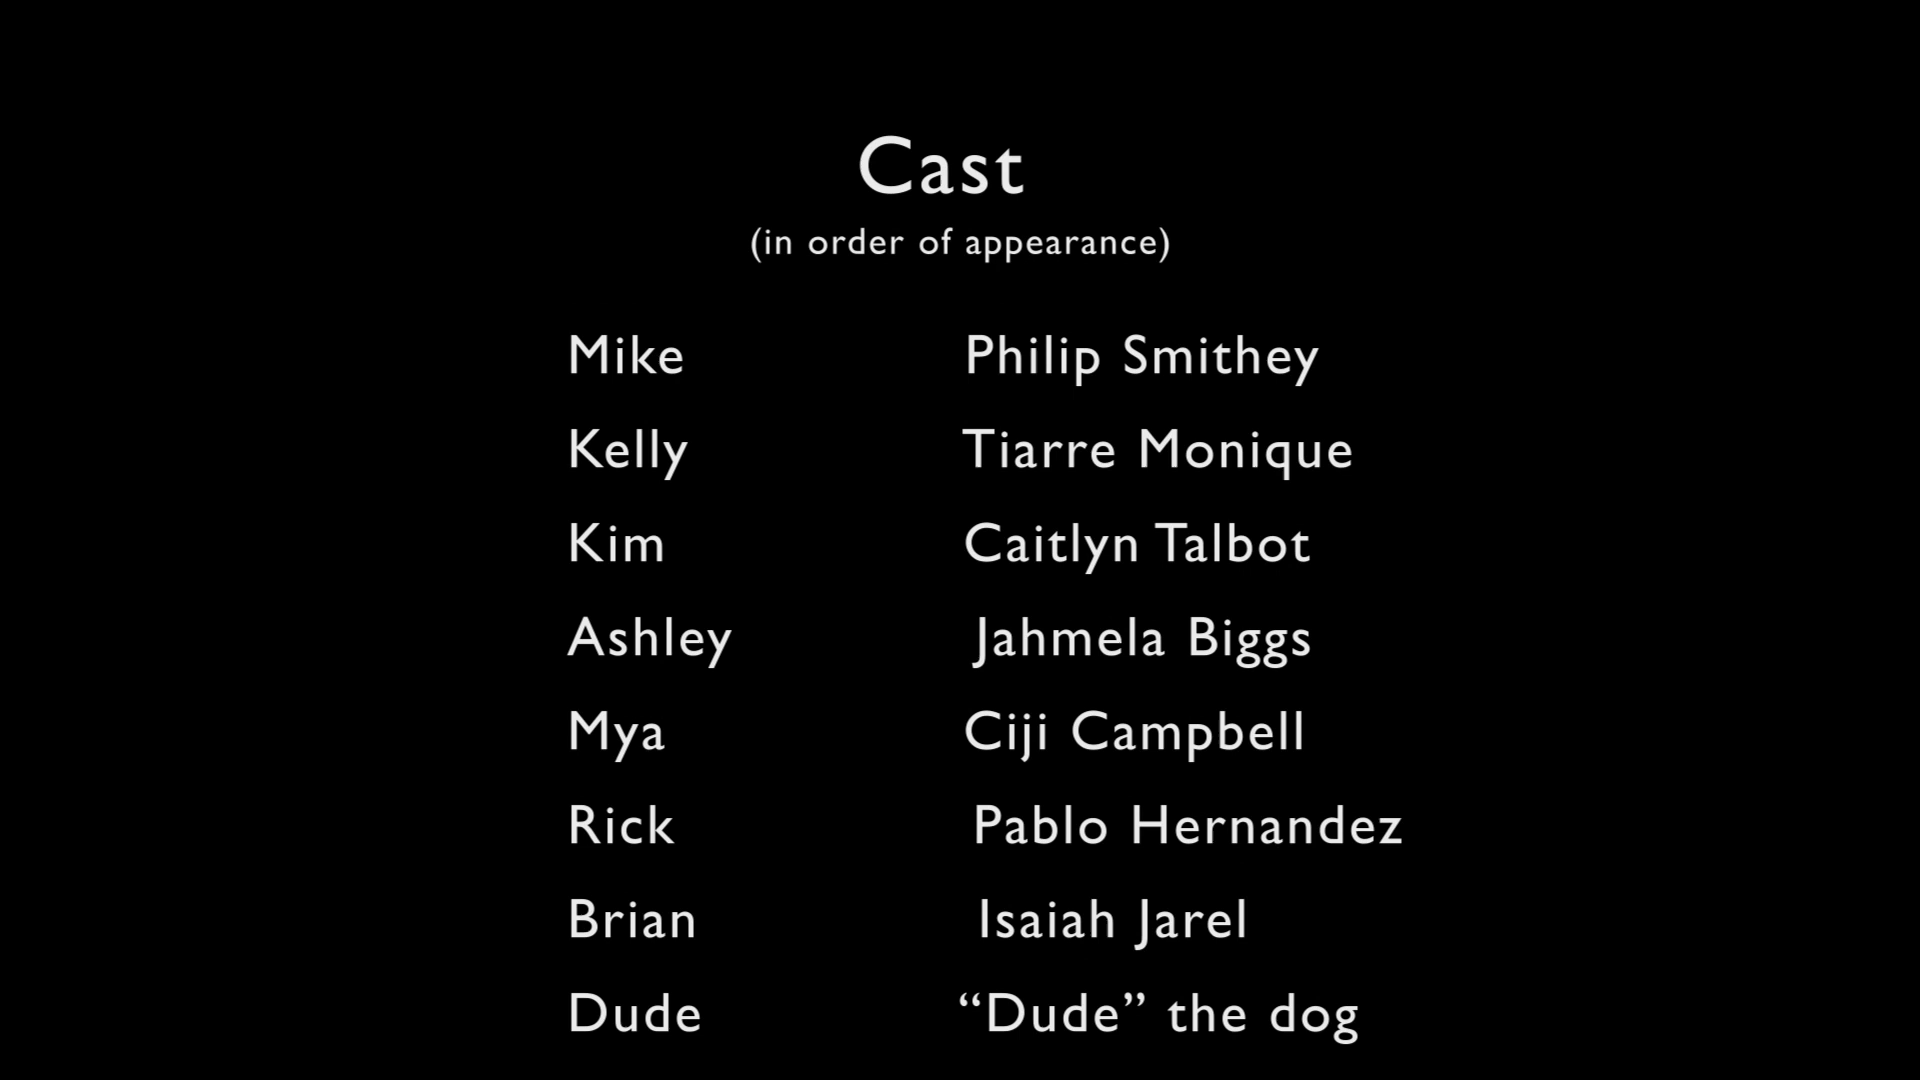 Cast
(in order of appearance)
Mike Philip Smithey
Kelly Tiarre Monique
Kim Caitlyn Talbot
Ashley Jahmela Biggs
Mya Ciji Campbell
Rick Pablo Hernandez
Brian Isaiah Jarel
Dude “Dude” the dog